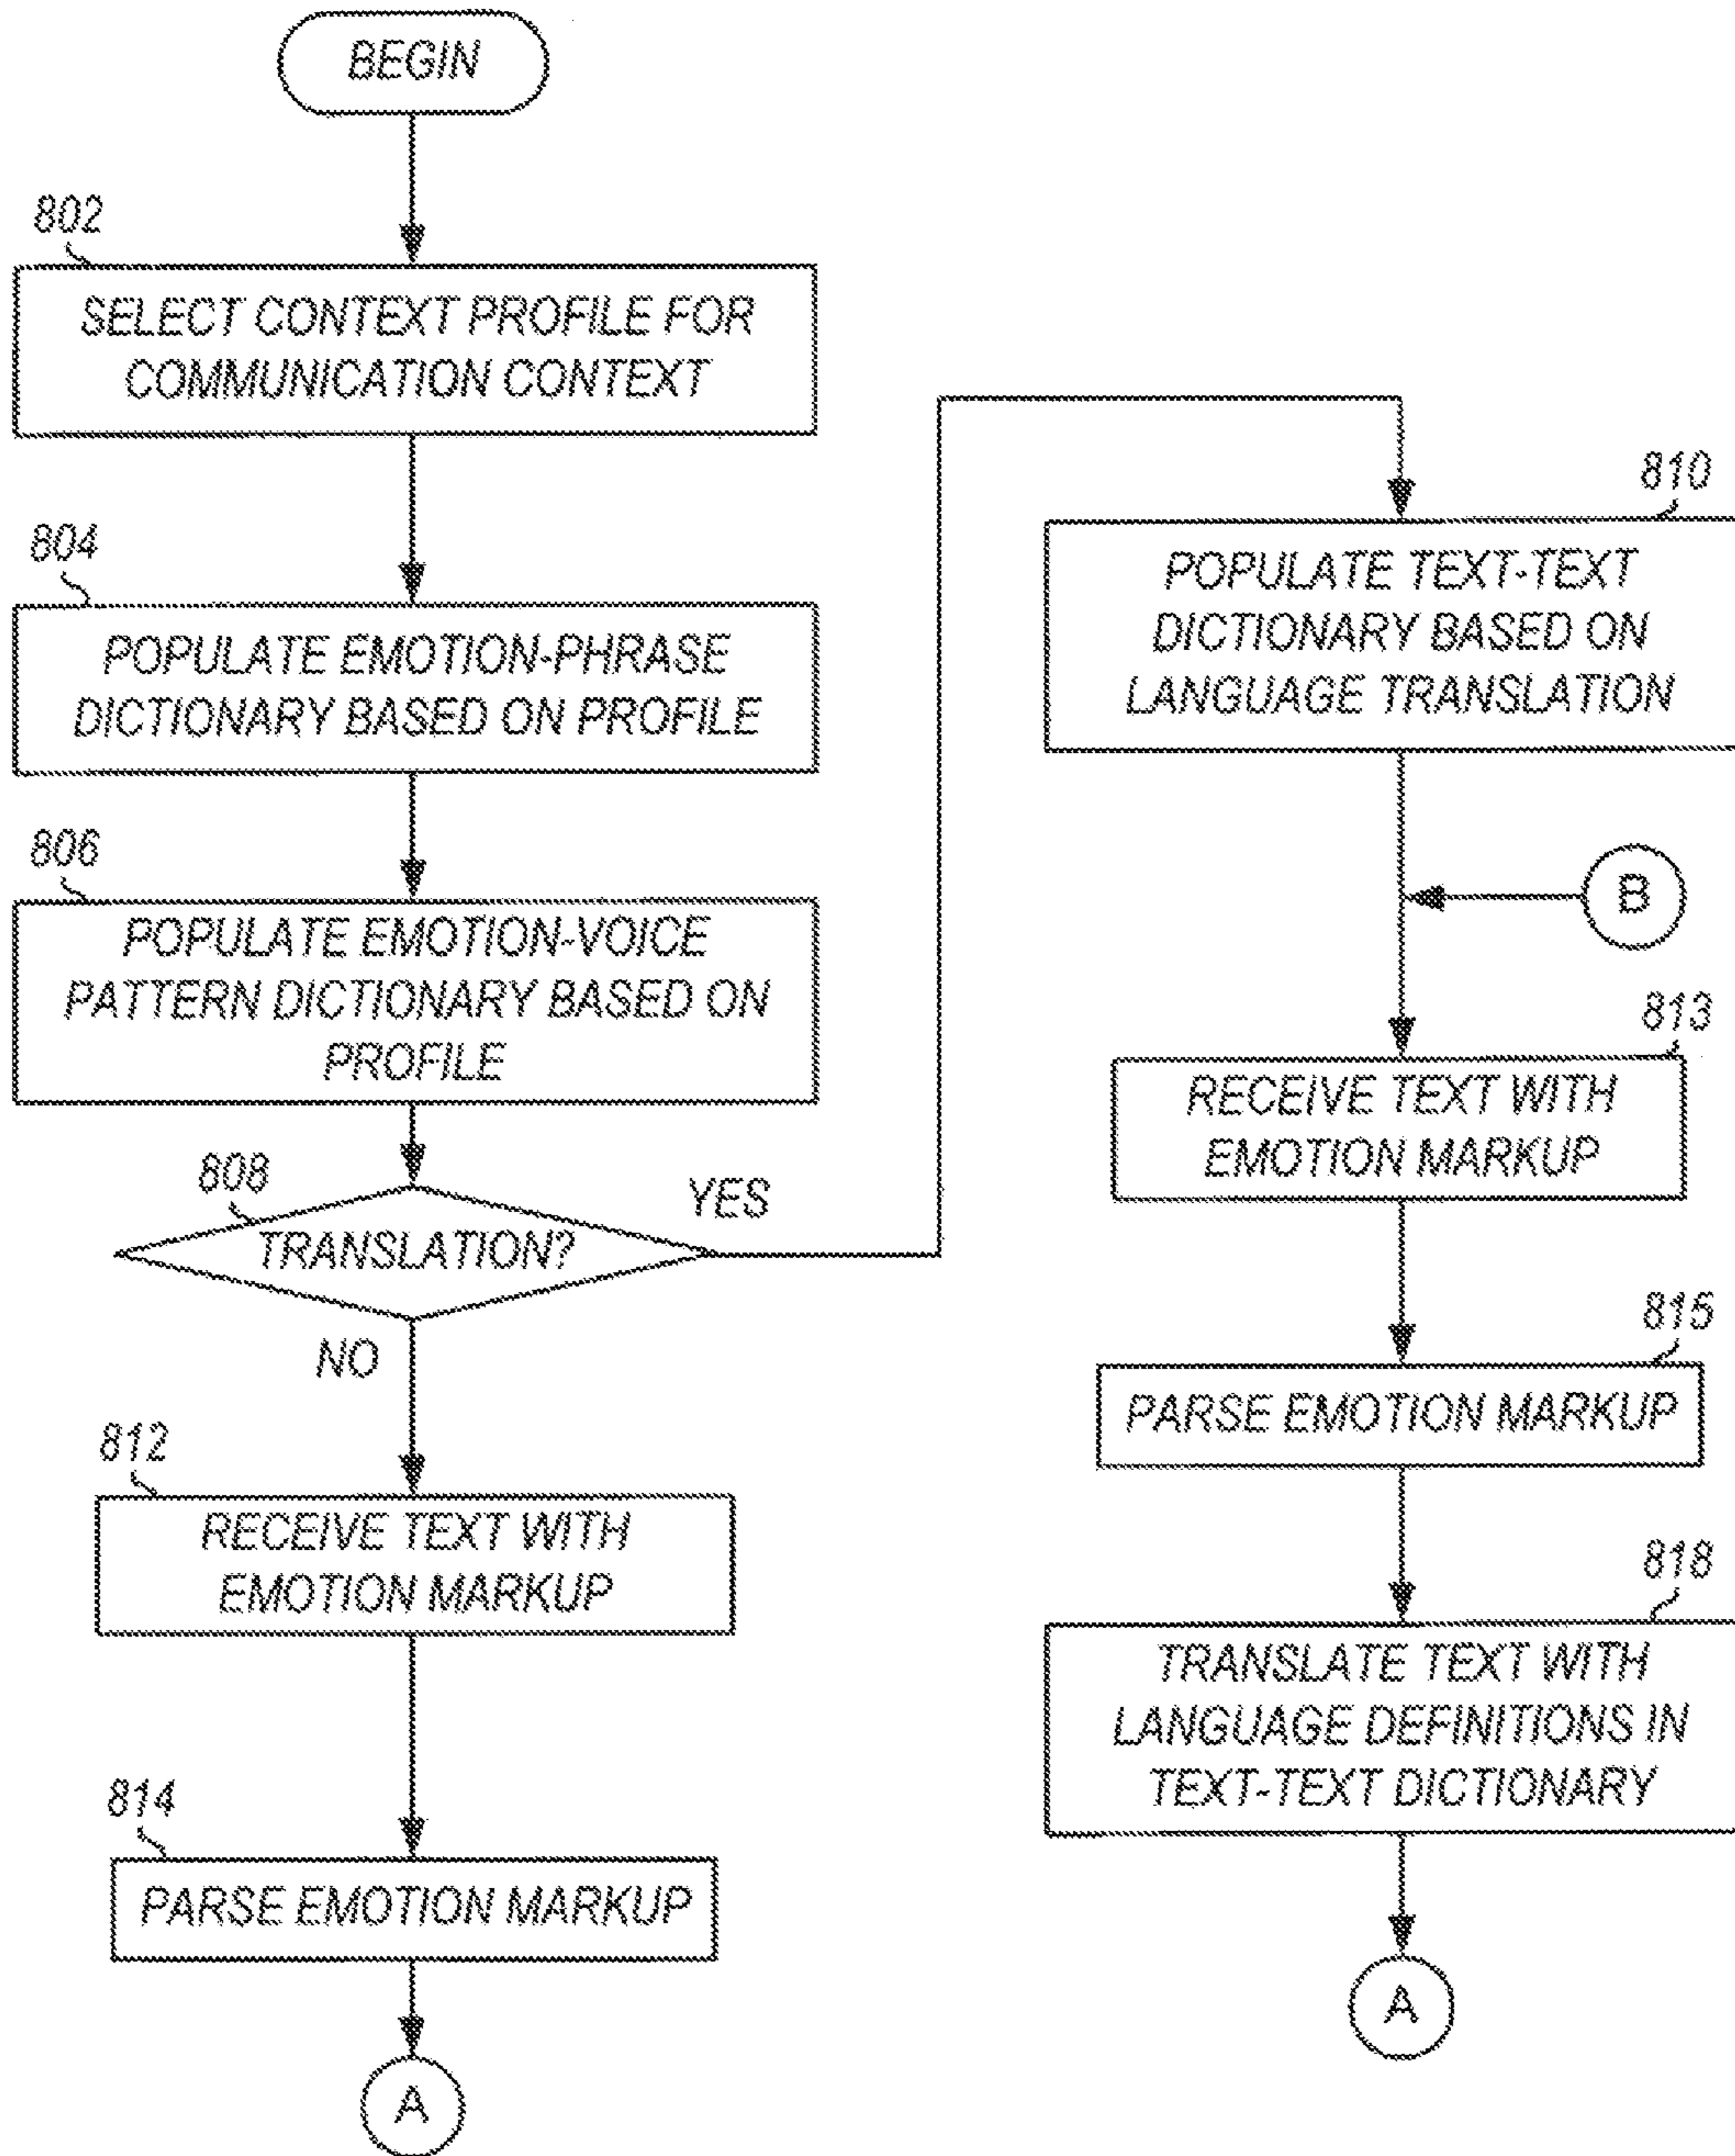 BEGIN
802
SELECT CONTEXT PROFILE FOR
COMMUNICATION CONTEXT
804
POPULATE EMOTION-PHRASE
DICTIONARY BASED ON PROFILE
806
POPULATE EMOTION-VOICE
PATTERN DICTIONARY BASED ON
PROFILE
808
TRANSLATION?
YES
NO
812
RECEIVE TEXT WITH
EMOTION MARKUP
814
PARSE EMOTION MARKUP
A
810
POPULATE TEXT-TEXT
DICTIONARY BASED ON
LANGUAGE TRANSLATION
B
813
RECEIVE TEXT WITH
EMOTION MARKUP
815
PARSE EMOTION MARKUP
818
TRANSLATE TEXT WITH
LANGUAGE DEFINITIONS IN
TEXT-TEXT DICTIONARY
A